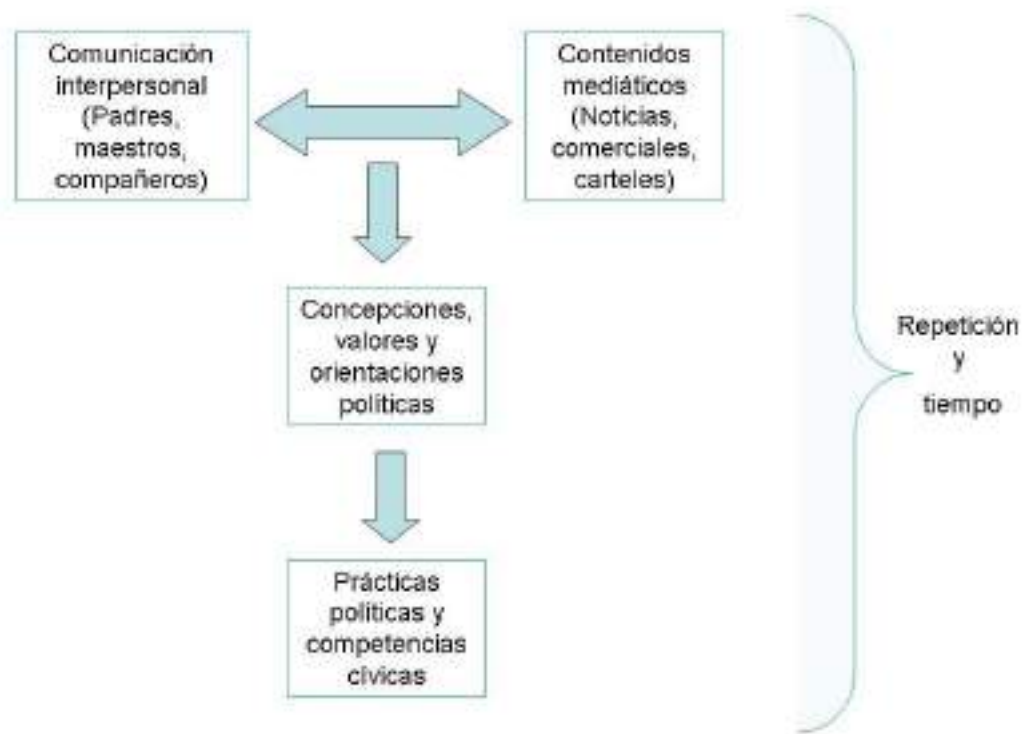 Comunicación
interpersonal
(Padres,
maestros,
compañeros)
Contenidos
mediáticos
(Noticias,
comerciales,
carteles)
Concepciones,
valores y
orientaciones
políticas
Prácticas
políticas y
competencias
cívicas
Repetición
y
tiempo